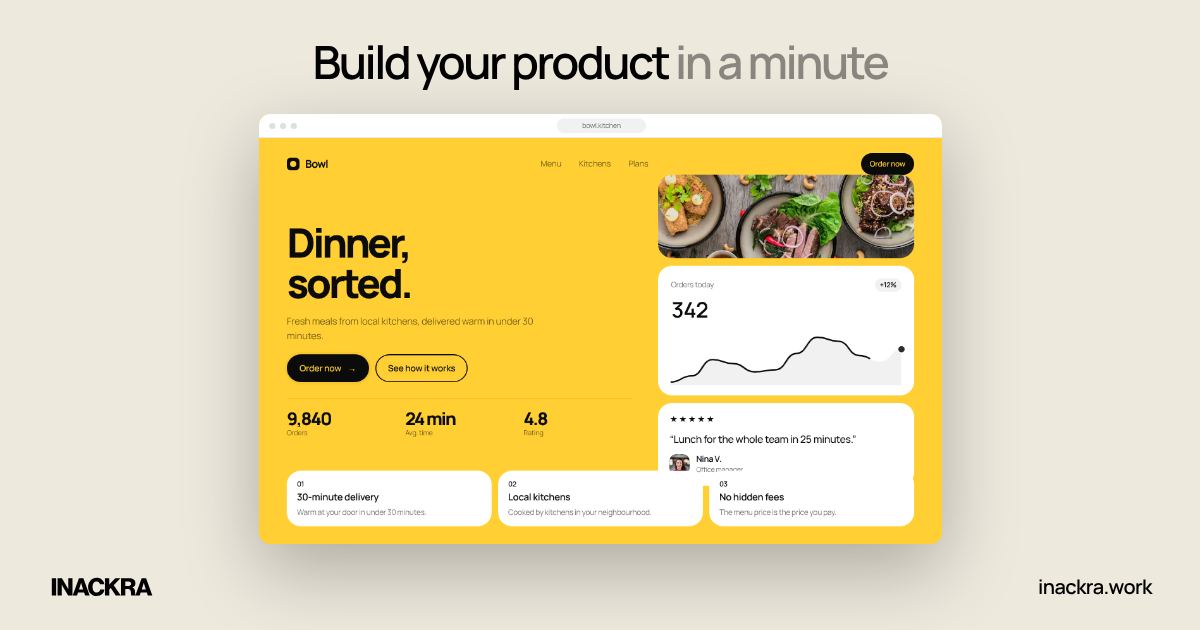 Build your product in a minute
bowl.kitchen
Bowl
Menu
Kitchens
Plans
Order now
Dinner,
sorted.
Fresh meals from local kitchens, delivered warm in under 30
minutes.
Order now →
See how it works
9,840
Orders
24 min
Avg. time
4.8
Rating
Orders today
+12%
342
★★★★★
“Lunch for the whole team in 25 minutes.”
Nina V.
Office manager
01
30-minute delivery
Warm at your door in under 30 minutes.
02
Local kitchens
Cooked by kitchens in your neighbourhood.
03
No hidden fees
The menu price is the price you pay.
INACKRA
inackra.work